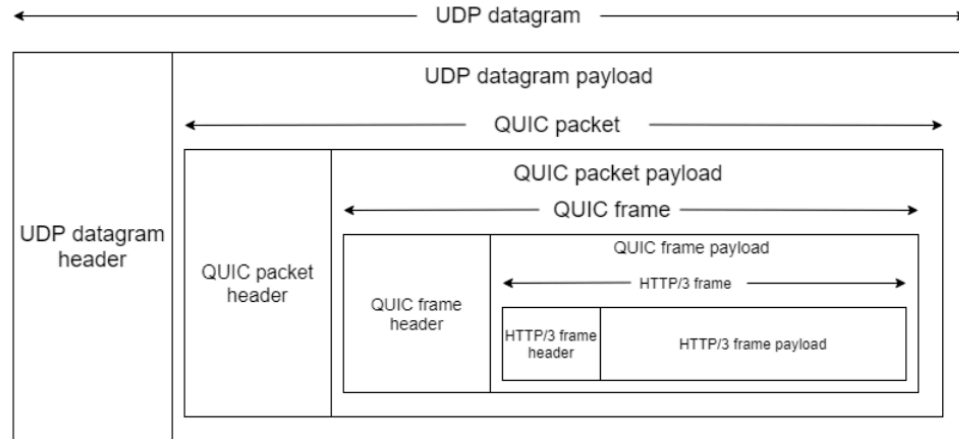 UDP datagram
UDP datagram payload
QUIC packet
QUIC packet payload
QUIC frame
UDP datagram
header
QUIC packet
header
QUIC frame payload
HTTP/3 frame
QUIC frame
header
HTTP/3 frame
header
HTTP/3 frame payload